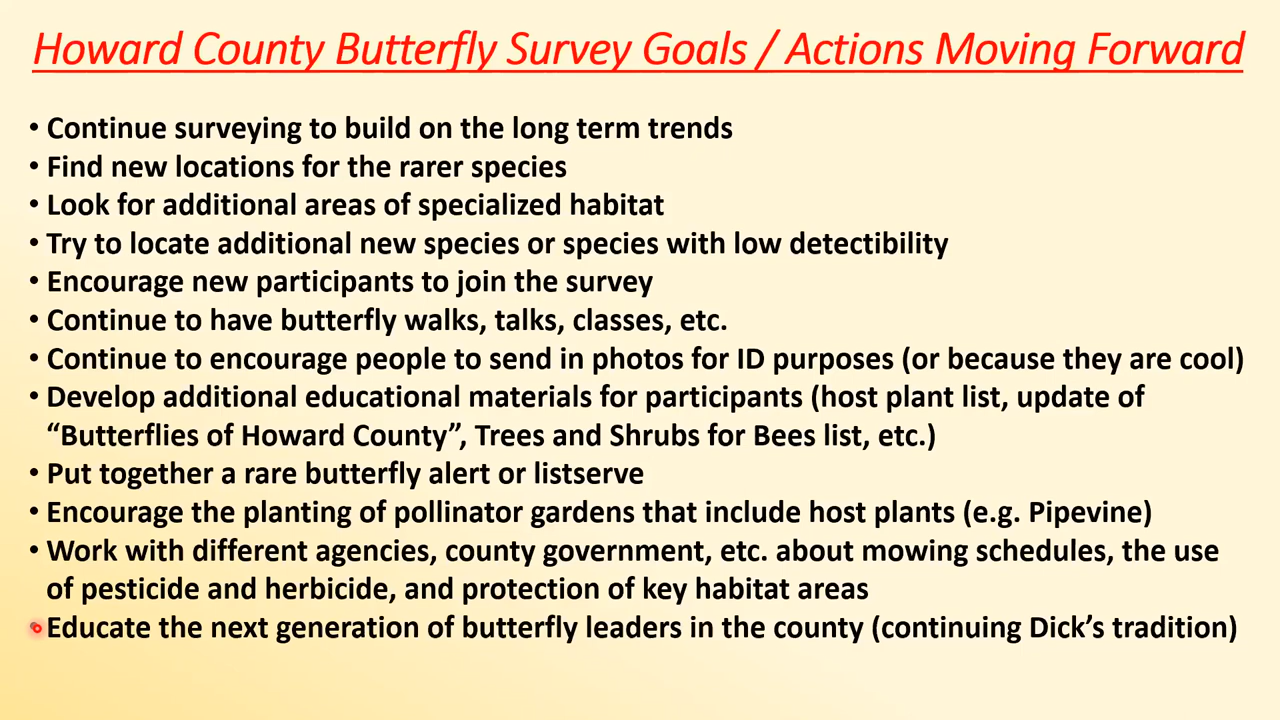 Howard County Butterfly Survey Goals / Actions Moving Forward
• Continue surveying to build on the long term trends
• Find new locations for the rarer species
• Look for additional areas of specialized habitat
• Try to locate additional new species or species with low detectibility
• Encourage new participants to join the survey
• Continue to have butterfly walks, talks, classes, etc.
• Continue to encourage people to send in photos for ID purposes (or because they are cool)
• Develop additional educational materials for participants (host plant list, update of
“Butterflies of Howard County”, Trees and Shrubs for Bees list, etc.)
• Put together a rare butterfly alert or listserve
• Encourage the planting of pollinator gardens that include host plants (e.g. Pipevine)
• Work with different agencies, county government, etc. about mowing schedules, the use
of pesticide and herbicide, and protection of key habitat areas
• Educate the next generation of butterfly leaders in the county (continuing Dick’s tradition)